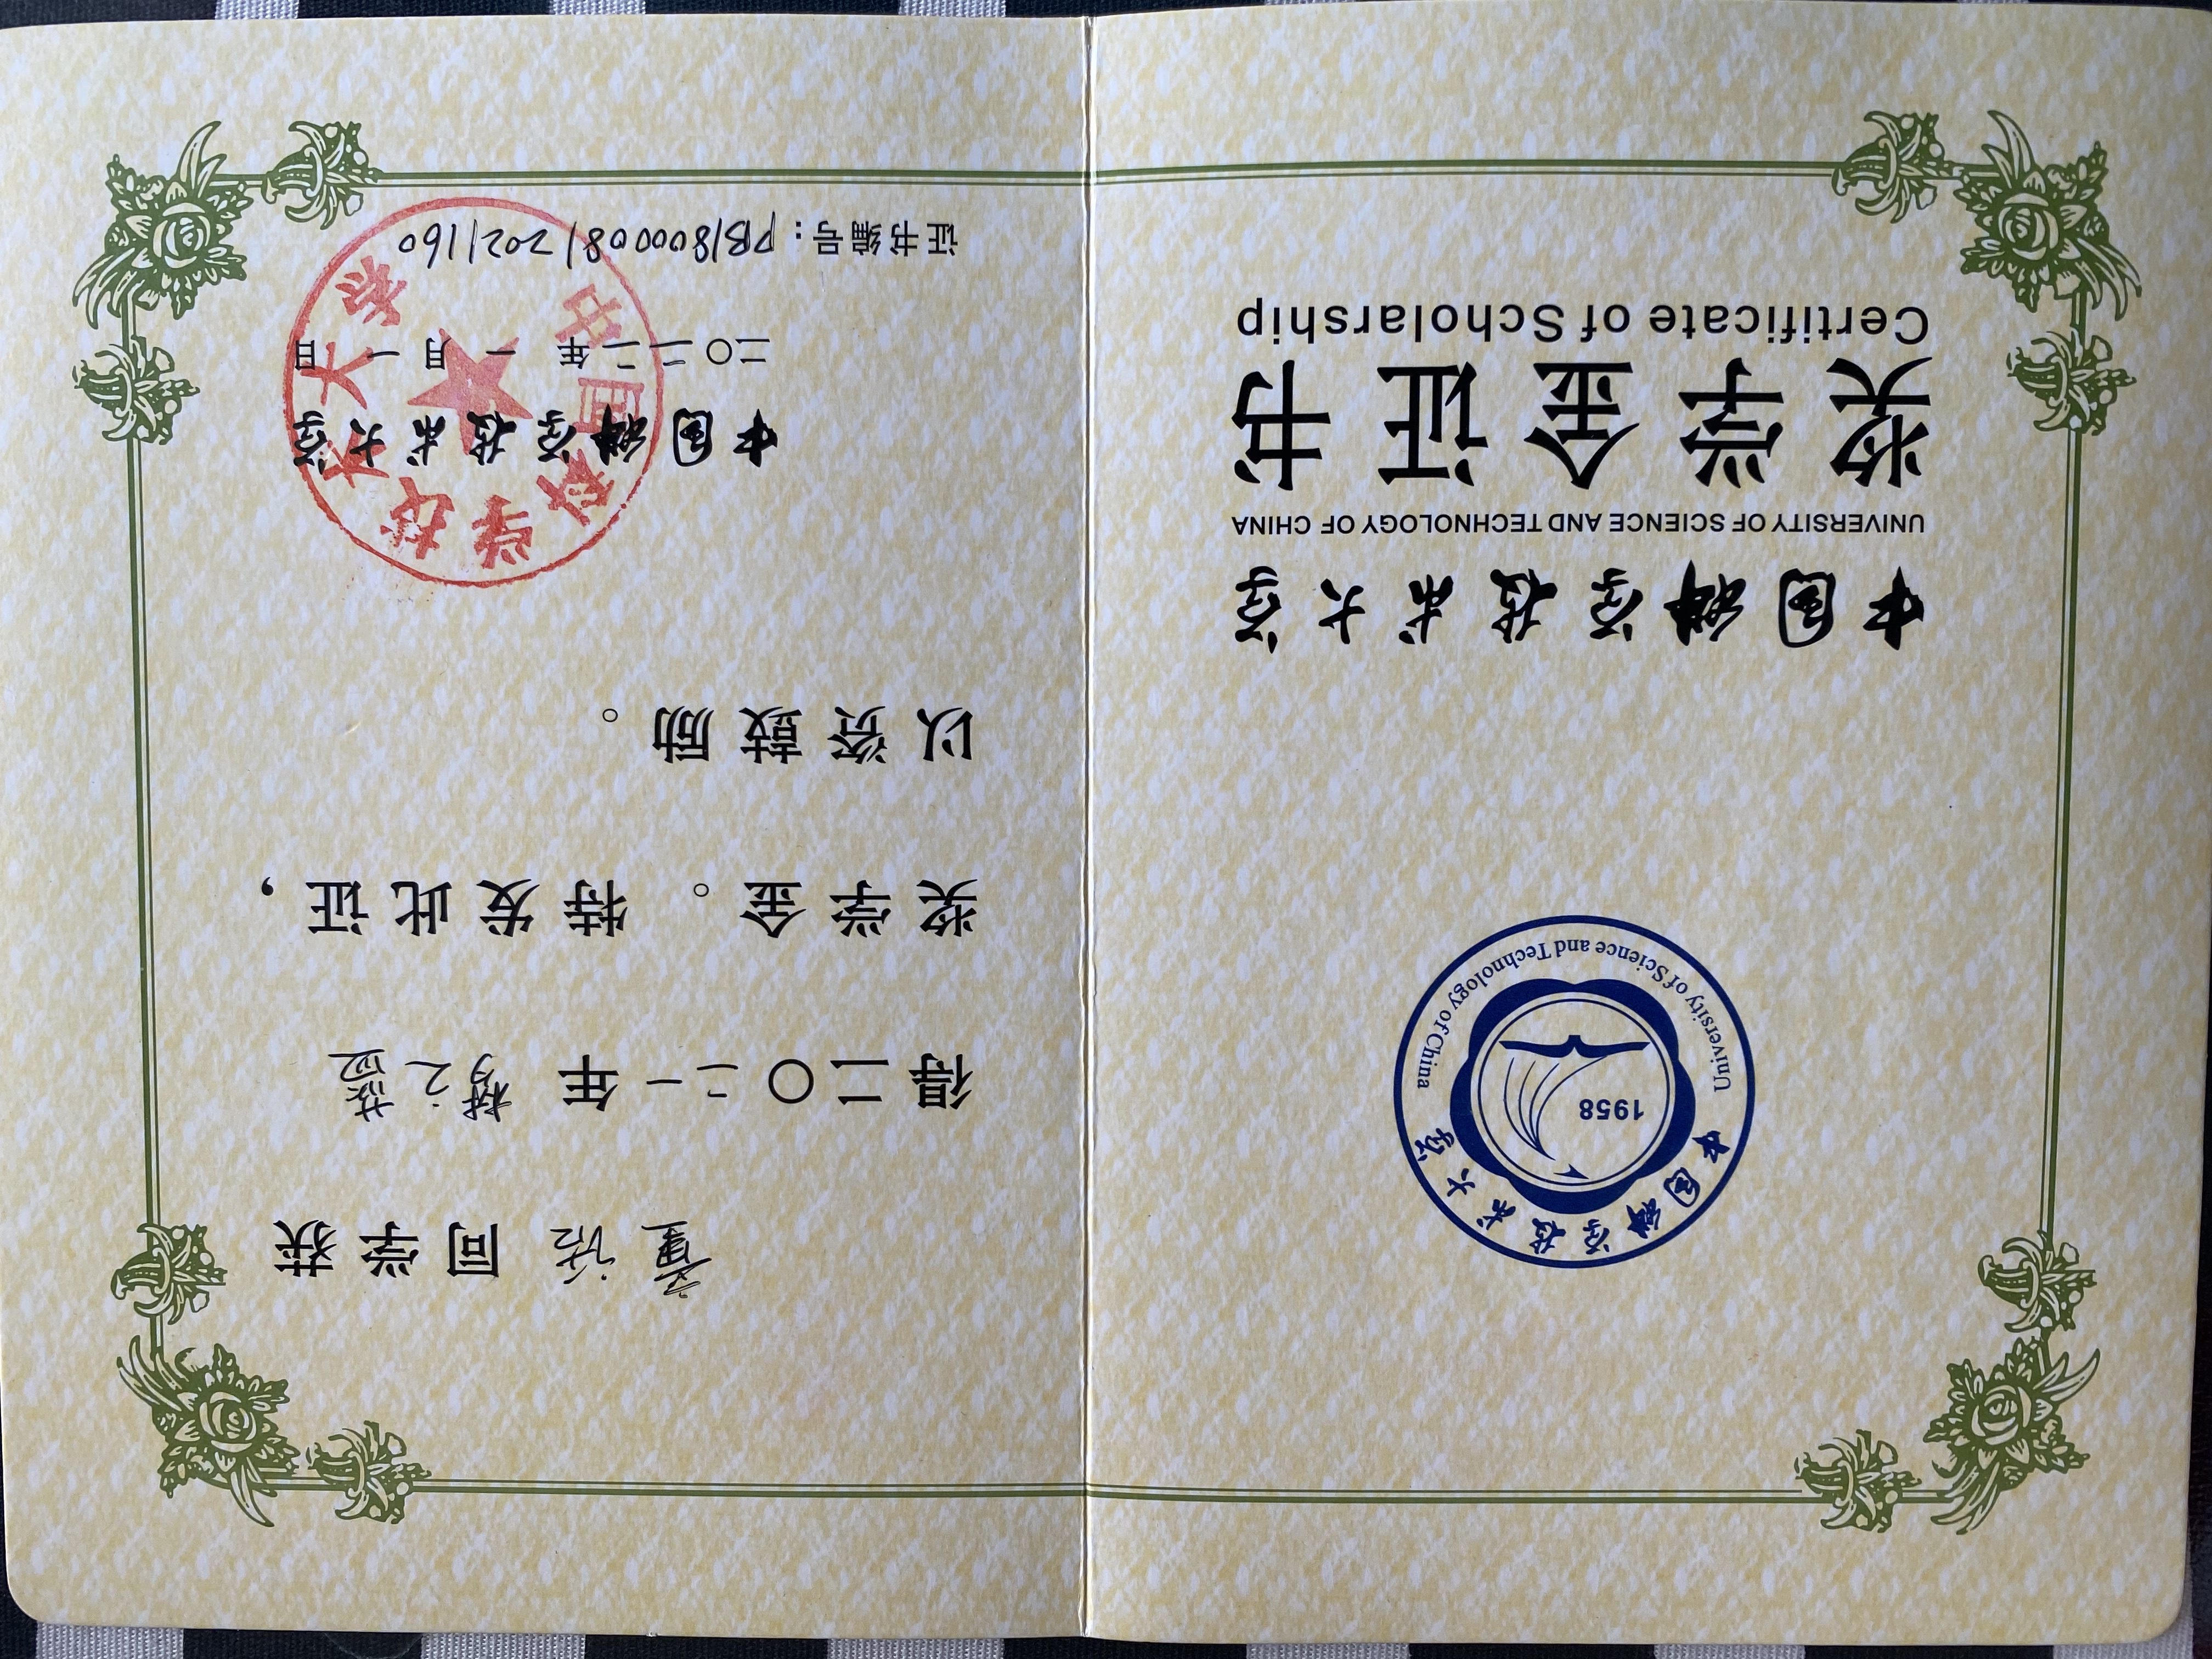 中国科学技术大学
1958
University of Science and Technology of China
中国科学技术大学
UNIVERSITY OF SCIENCE AND TECHNOLOGY OF CHINA
奖学金证书
Certificate of Scholarship
童话同学获
得二〇二一年梦之蓝
奖学金。特发此证，
以资鼓励。
中国科学技术大学
中国科学技术大学
二〇二二年一月一日
证书编号：PB180000812021160